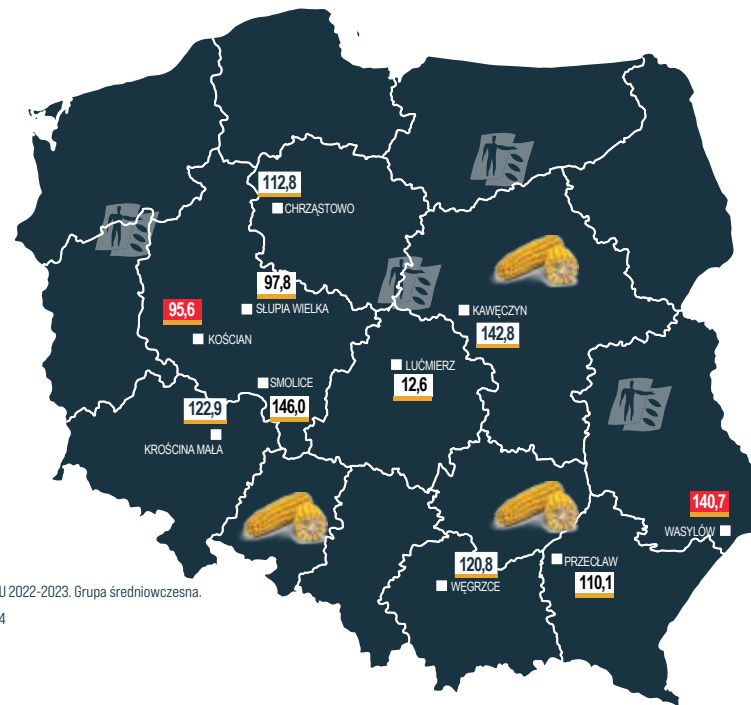 112,8
CHRZĄSTOWO
97,8
SŁUPIA WIELKA
95,6
KOŚCIAN
KAWĘCZYN
142,8
LUĆMIERZ
12,6
SMOLICE
146,0
122,9
KROŚCINA MAŁA
140,7
WASYLÓW
120,8
WĘGRZCE
PRZECŁAW
110,1
U 2022-2023. Grupa średniowczesna.
4